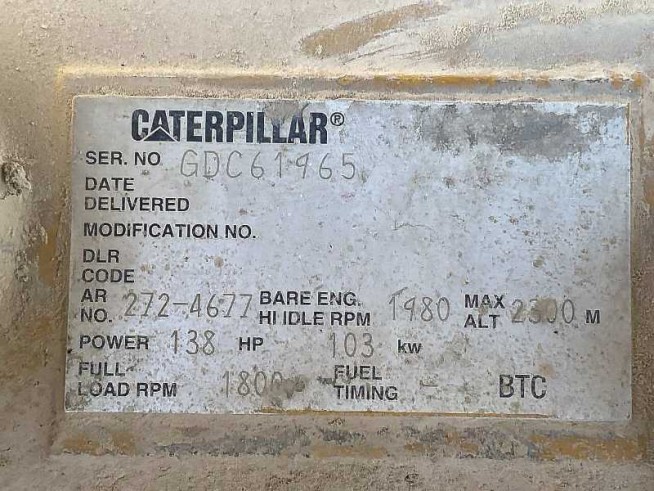 CATERPILLAR®
SER. NO GDC61965
DATE
DELIVERED
MODIFICATION NO.
DLR
CODE
AR
NO. 272-4677
BARE ENG.
HI IDLE RPM 1980
MAX
ALT 2300 M
POWER 138 HP 103 kw
FULL
LOAD RPM 1800
FUEL
TIMING - BTC